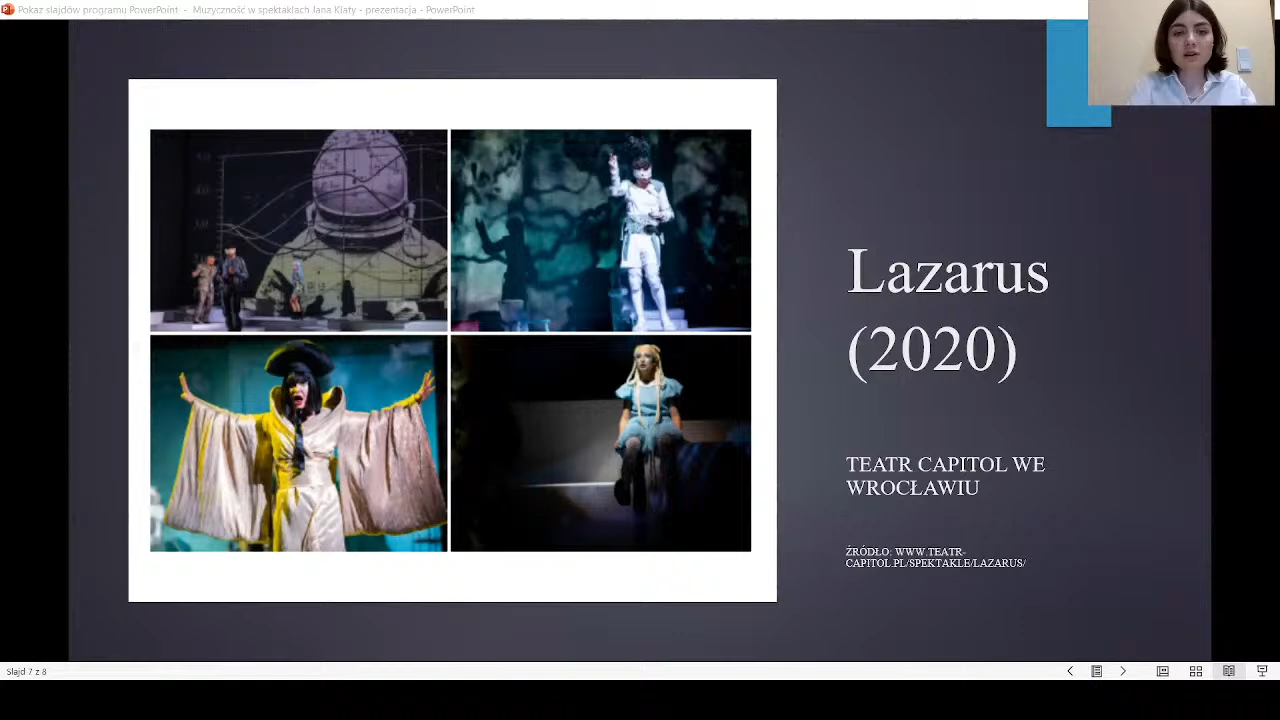 Pokaz slajdów programu PowerPoint - Muzyczność w spektaklach Jana Klaty - prezentacja - PowerPoint
Lazarus
(2020)
TEATR CAPITOL WE
WROCŁAWIU
ŹRÓDŁO: WWW.TEATR-
CAPITOL.PL/SPEKTAKLE/LAZARUS/
Slajd 7 z 8